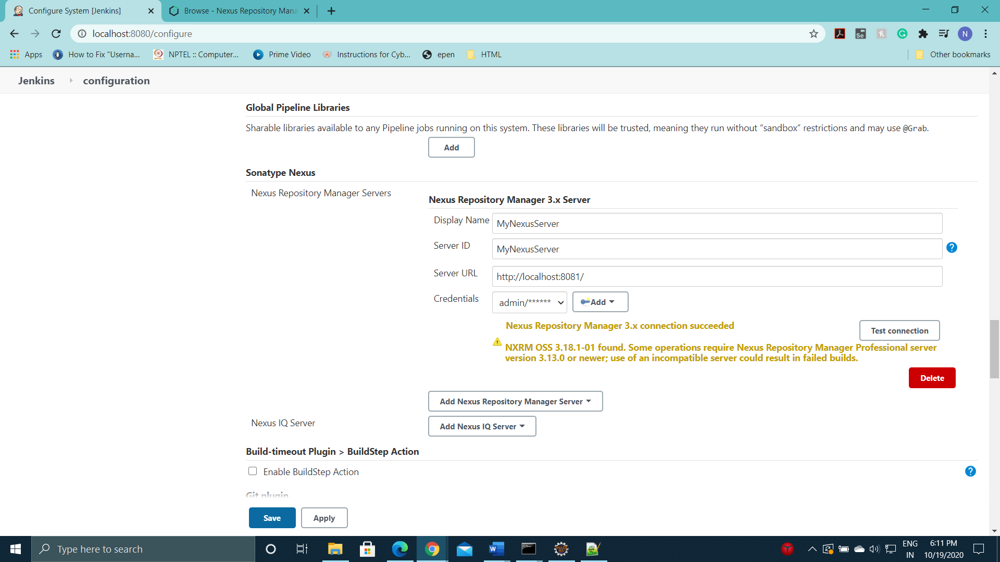 Configure System [Jenkins]
Browse - Nexus Repository Mana
localhost:8080/configure
Apps
How to Fix "Userna...
NPTEL :: Computer...
Prime Video
Instructions for Cyb...
epen
HTML
Other bookmarks
Jenkins
configuration
Global Pipeline Libraries
Sharable libraries available to any Pipeline jobs running on this system. These libraries will be trusted, meaning they run without “sandbox” restrictions and may use @Grab.
Add
Sonatype Nexus
Nexus Repository Manager Servers
Nexus Repository Manager 3.x Server
Display Name
MyNexusServer
Server ID
MyNexusServer
Server URL
http://localhost:8081/
Credentials
admin/******
Add
Nexus Repository Manager 3.x connection succeeded
Test connection
NXRM OSS 3.18.1-01 found. Some operations require Nexus Repository Manager Professional server
version 3.13.0 or newer; use of an incompatible server could result in failed builds.
Delete
Add Nexus Repository Manager Server
Nexus IQ Server
Add Nexus IQ Server
Build-timeout Plugin > BuildStep Action
Enable BuildStep Action
Git plugin
Save
Apply
Type here to search
ENG
IN
6:11 PM
10/19/2020